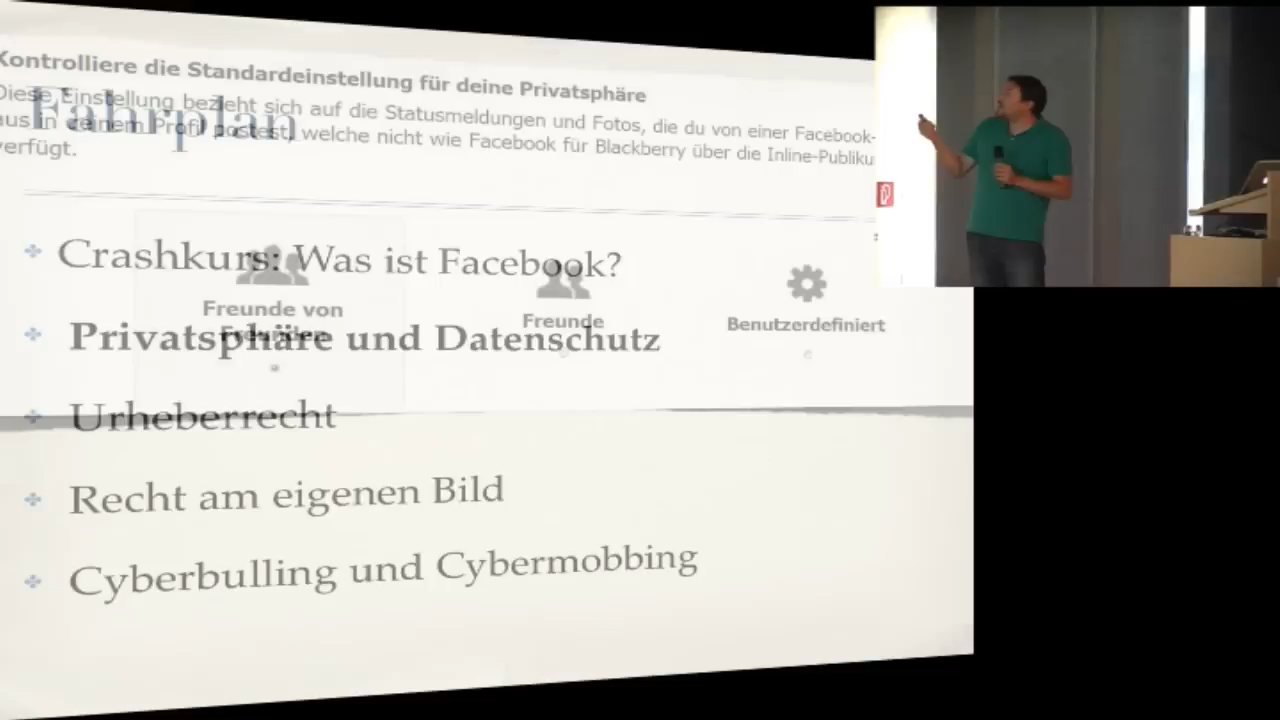 Kontrolliere die Standardeinstellung für deine Privatsphäre
Diese Einstellung bezieht sich auf die Statusmeldungen und Fotos, die du von einer Facebook-
aus in deinem Profil postest, welche nicht wie Facebook für Blackberry über die Inline-Publiku
verfügt.
Fahrplan
Crashkurs: Was ist Facebook?
Freunde von
Freunden
Freunde
Benutzerdefiniert
Privatsphäre und Datenschutz
Urheberrecht
Recht am eigenen Bild
Cyberbulling und Cybermobbing